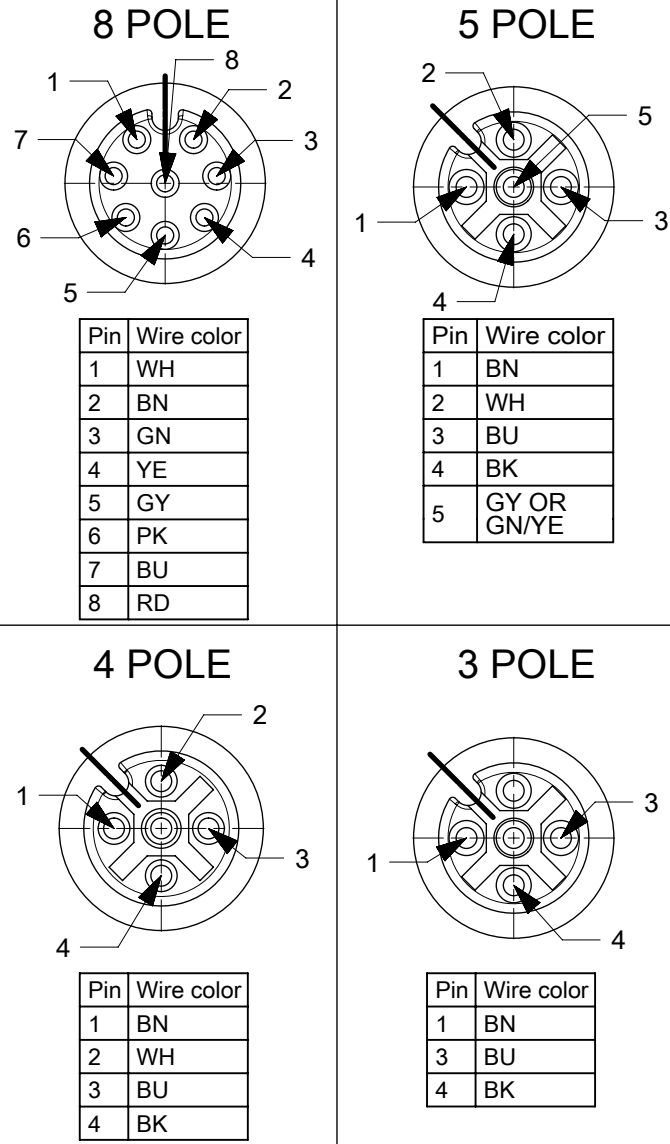 8 POLE
1
8
2
7
3
6
4
5
Pin Wire color
1 WH
2 BN
3 GN
4 YE
5 GY
6 PK
7 BU
8 RD
5 POLE
2
5
1
3
4
Pin Wire color
1 BN
2 WH
3 BU
4 BK
5 GY OR
GN/YE
4 POLE
2
1
3
4
Pin Wire color
1 BN
2 WH
3 BU
4 BK
3 POLE
3
1
4
Pin Wire color
1 BN
3 BU
4 BK